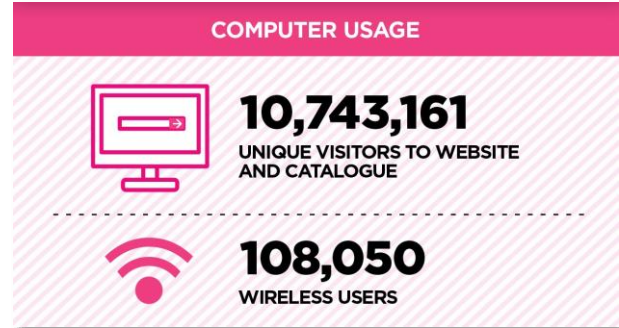 COMPUTER USAGE
10,743,161
UNIQUE VISITORS TO WEBSITE
AND CATALOGUE
108,050
WIRELESS USERS